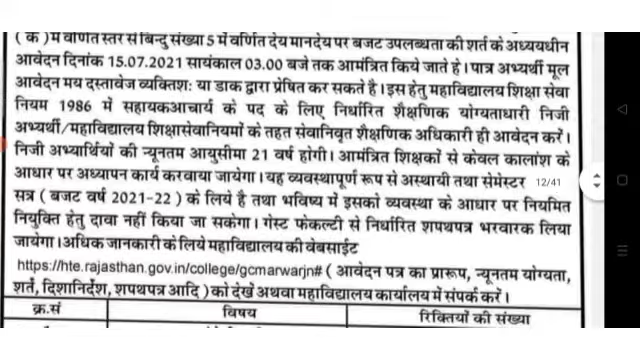 ( क ) में वर्णित स्तर से बिन्दु संख्या 5 में वर्णित देय मानदेय पर बजट उपलब्धता की शर्त के अध्ययधीन
आवेदन दिनांक 15.07.2021 सायंकाल 03.00 बजे तक आमंत्रित किये जाते है। पात्र अभ्यर्थी मूल
आवेदन मय दस्तावेज व्यक्तिशः या डाक द्वारा प्रेषित कर सकते है। इस हेतु महाविद्यालय शिक्षा सेवा
नियम 1986 में सहायकआचार्य के पद के लिए निर्धारित शैक्षणिक योग्यताधारी निजी
अभ्यर्थी/महाविद्यालय शिक्षासेवानियमों के तहत सेवानिवृत शैक्षणिक अधिकारी ही आवेदन करें।
निजी अभ्यार्थियों की न्यूनतम आयुसीमा 21 वर्ष होगी। आमंत्रित शिक्षकों से केवल कालांश के
आधार पर अध्यापन कार्य करवाया जायेगा। यह व्यवस्थापूर्ण रूप से अस्थायी तथा सेमेस्टर
12/41
सत्र ( बजट वर्ष 2021-22 ) के लिये है तथा भविष्य में इसको व्यवस्था के आधार पर नियमित
नियुक्ति हेतु दावा नहीं किया जा सकेगा। गेस्ट फेकल्टी से निर्धारित शपथपत्र भरवारक लिया
जायेगा। अधिक जानकारी के लिये महाविद्यालय की वेबसाईट
https://hte.rajasthan.gov.in/college/gcmarwarjn# ( आवेदन पत्र का प्रारूप, न्यूनतम योग्यता,
शर्त, दिशानिर्देश, शपथपत्र आदि ) को देखें अथवा महाविद्यालय कार्यालय में संपर्क करें।
क्र.सं विषय रिक्तियों की संख्या